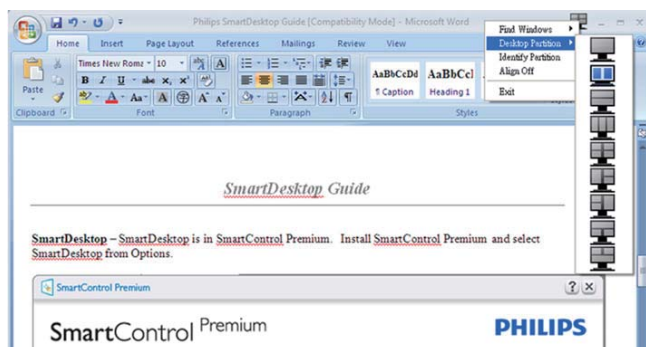 Philips SmartDesktop Guide [Compatibility Mode] - Microsoft Word
Home Insert Page Layout References Mailings Review View
Find Windows
Desktop Partition
Identify Partition
Align Off
Exit
Times New Roma 10
Paste
B I U abc x, x² Aa A A A
AaBbCcDd AaBbCcI
¶ Caption Heading 1
Clipboard Font Paragraph Styles
SmartDesktop Guide
SmartDesktop – SmartDesktop is in SmartControl Premium. Install SmartControl Premium and select
SmartDesktop from Options.
SmartControl Premium
SmartControl Premium PHILIPS